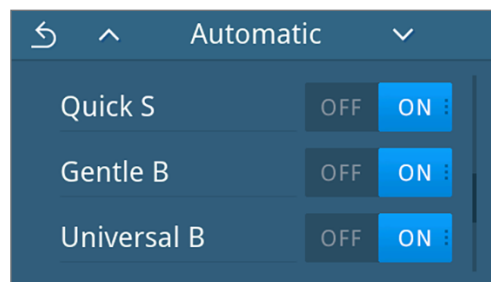 Automatic
Quick S OFF ON
Gentle B OFF ON
Universal B OFF ON